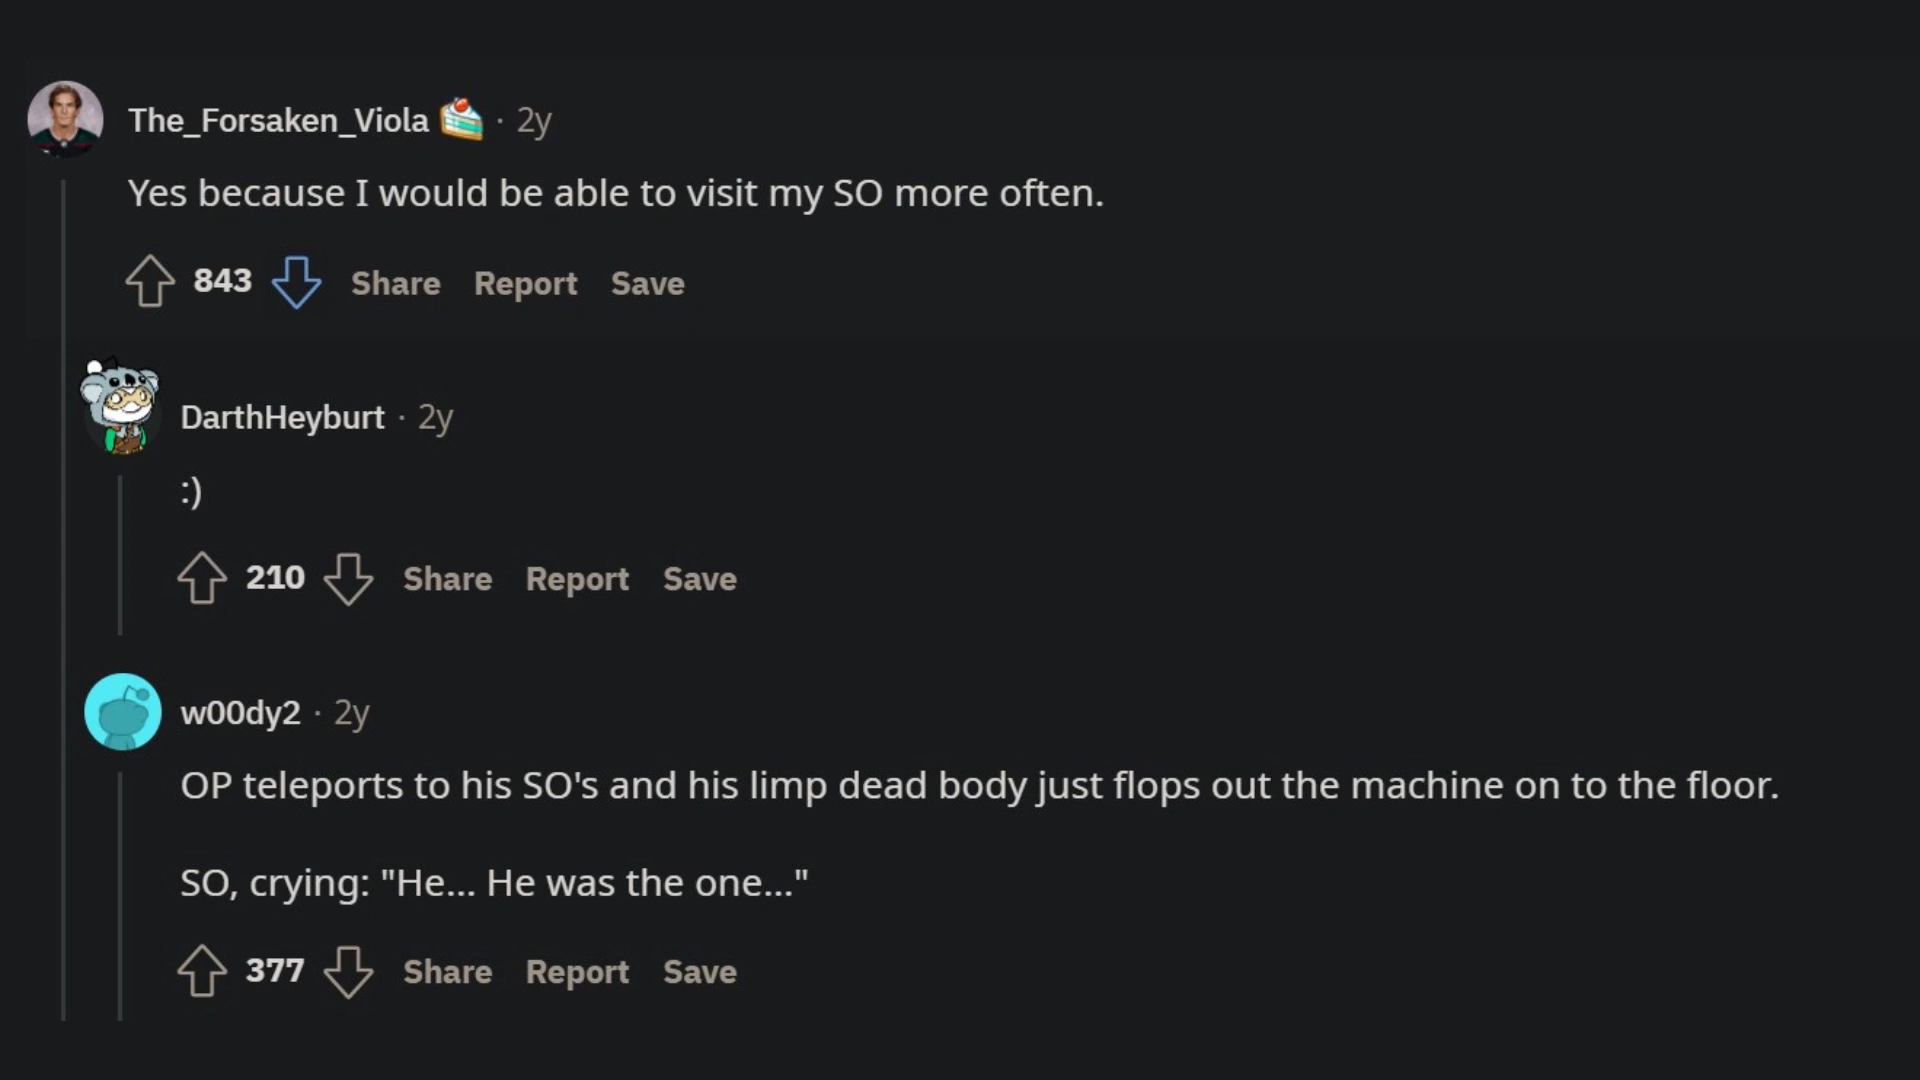 The_Forsaken_Viola · 2y
Yes because I would be able to visit my SO more often.
843 Share Report Save
DarthHeyburt · 2y
:)
210 Share Report Save
w00dy2 · 2y
OP teleports to his SO's and his limp dead body just flops out the machine on to the floor.
SO, crying: "He... He was the one..."
377 Share Report Save